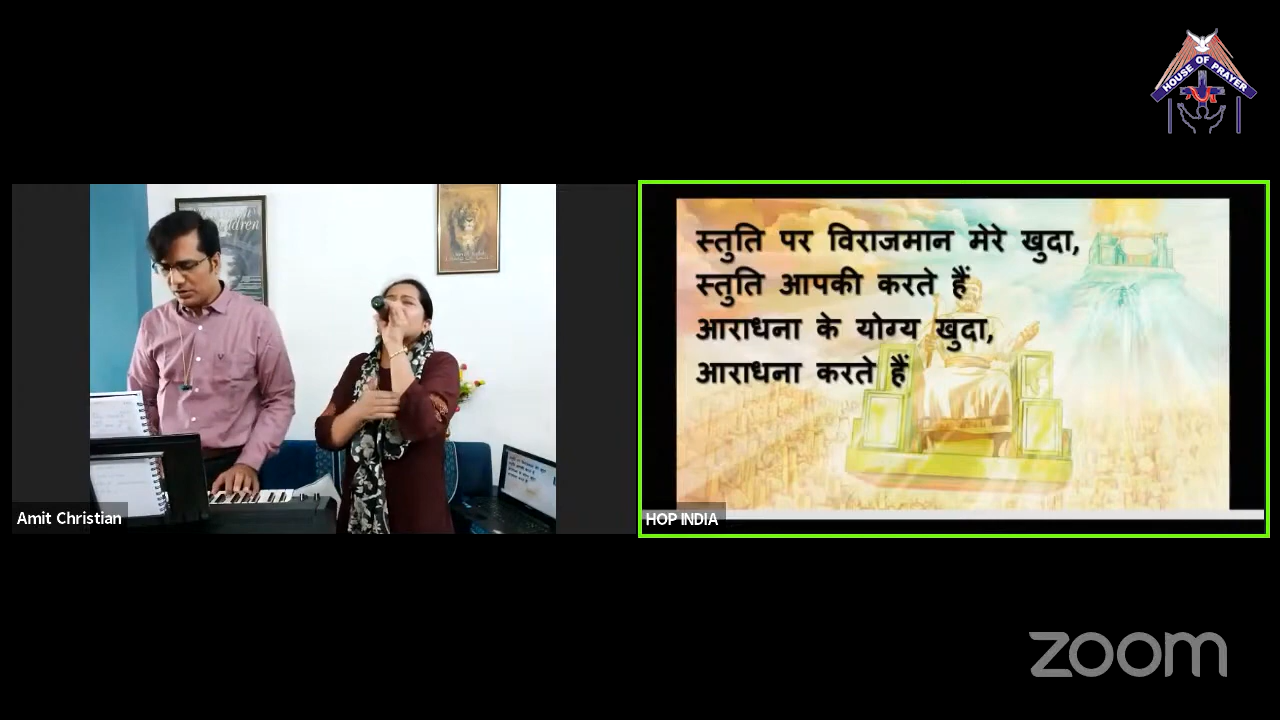 HOUSE OF PRAYER
स्तुति पर विराजमान मेरे खुदा,
स्तुति आपकी करते हैं
आराधना के योग्य खुदा,
आराधना करते हैं
Amit Christian
HOP INDIA
zoom